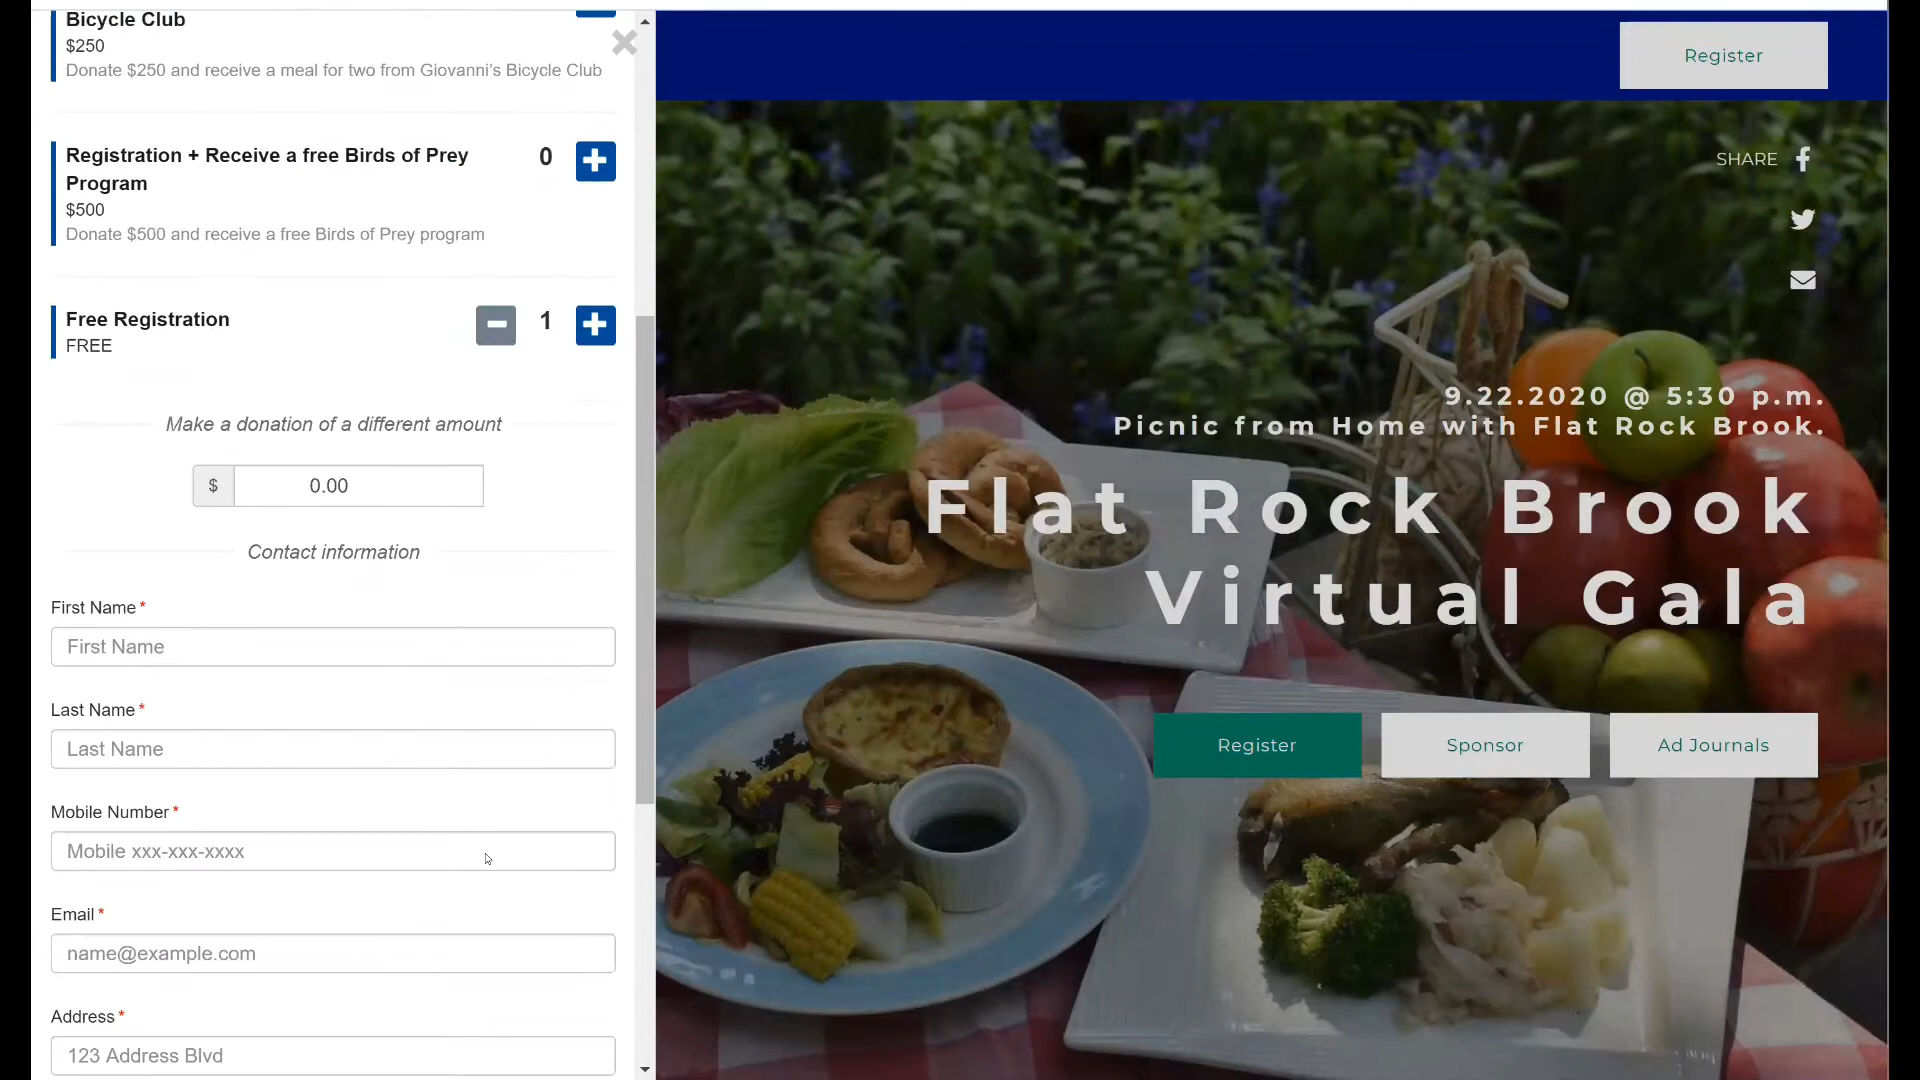 Bicycle Club
$250
Donate $250 and receive a meal for two from Giovanni’s Bicycle Club
Registration + Receive a free Birds of Prey
Program
0
$500
Donate $500 and receive a free Birds of Prey program
Free Registration
1
FREE
Make a donation of a different amount
$ 0.00
Contact information
First Name *
First Name
Last Name *
Last Name
Mobile Number *
Mobile xxx-xxx-xxxx
Email *
name@example.com
Address *
123 Address Blvd
Register
SHARE
9.22.2020 @ 5:30 p.m.
Picnic from Home with Flat Rock Brook.
Flat Rock Brook
Virtual Gala
Register
Sponsor
Ad Journals